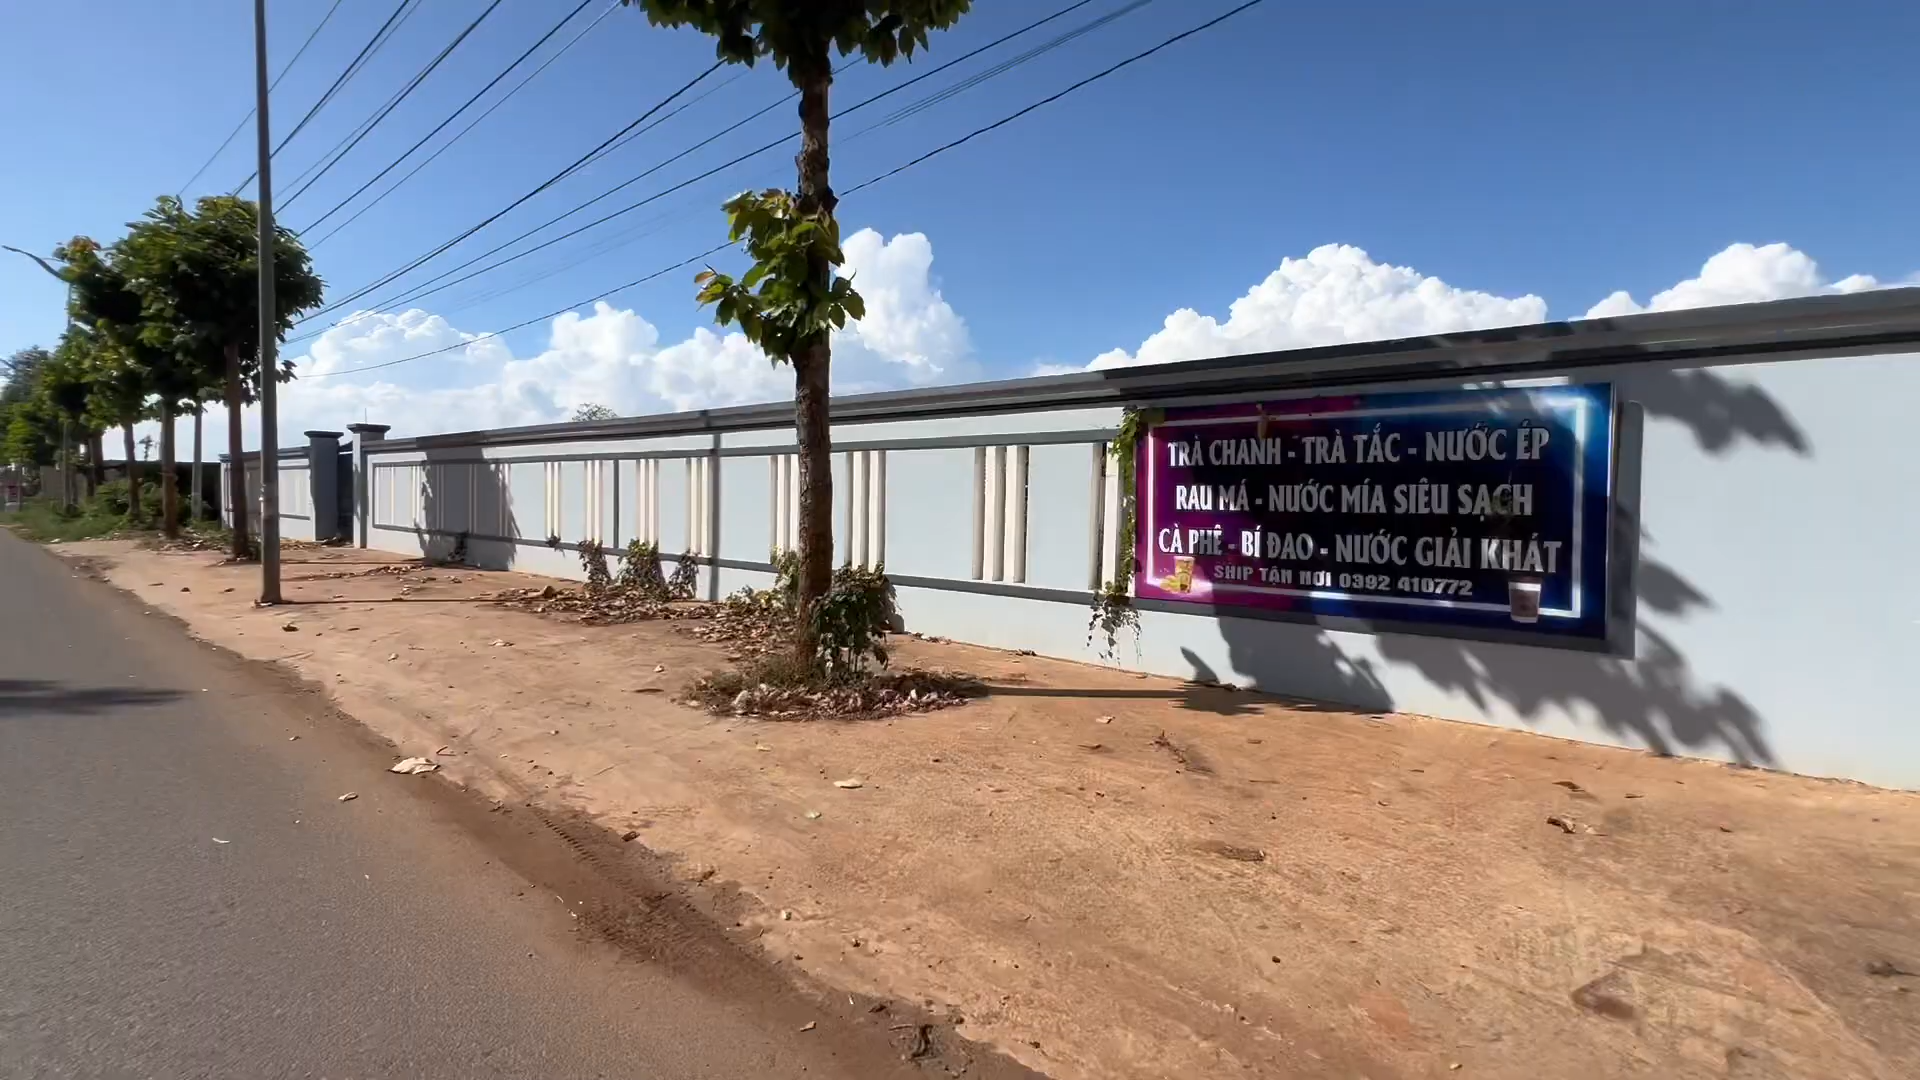 TRÀ CHANH - TRÀ TẮC - NƯỚC ÉP
RAU MÁ - NƯỚC MÍA SIÊU SẠCH
CÀ PHÊ - BÍ ĐAO - NƯỚC GIẢI KHÁT
SHIP TẬN NƠI 0392 410772